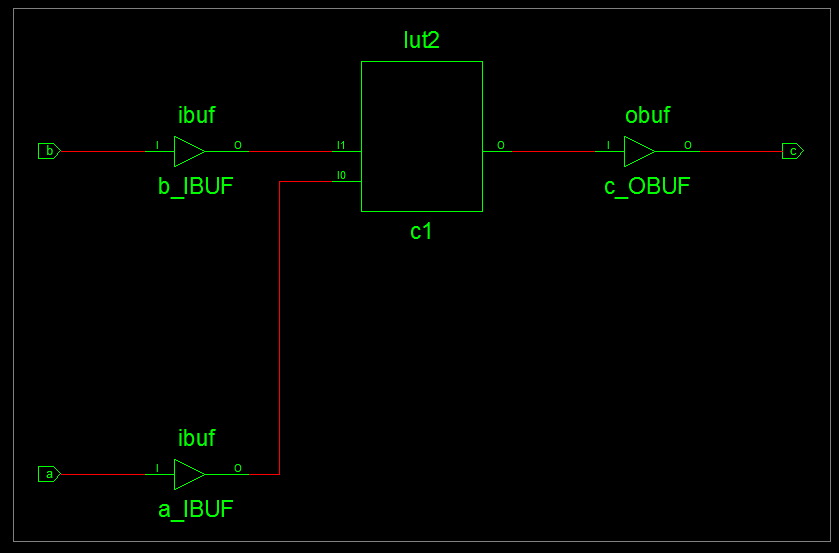 lut2
ibuf
obuf
b
I
O
I1
O
I
O
c
I0
b_IBUF
c_OBUF
c1
ibuf
a
I
O
a_IBUF